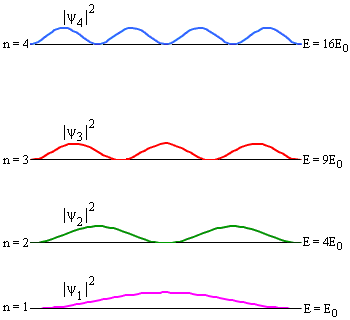 |ψ₄|²
n = 4 E = 16E₀
|ψ₃|²
n = 3 E = 9E₀
|ψ₂|²
n = 2 E = 4E₀
|ψ₁|²
n = 1 E = E₀